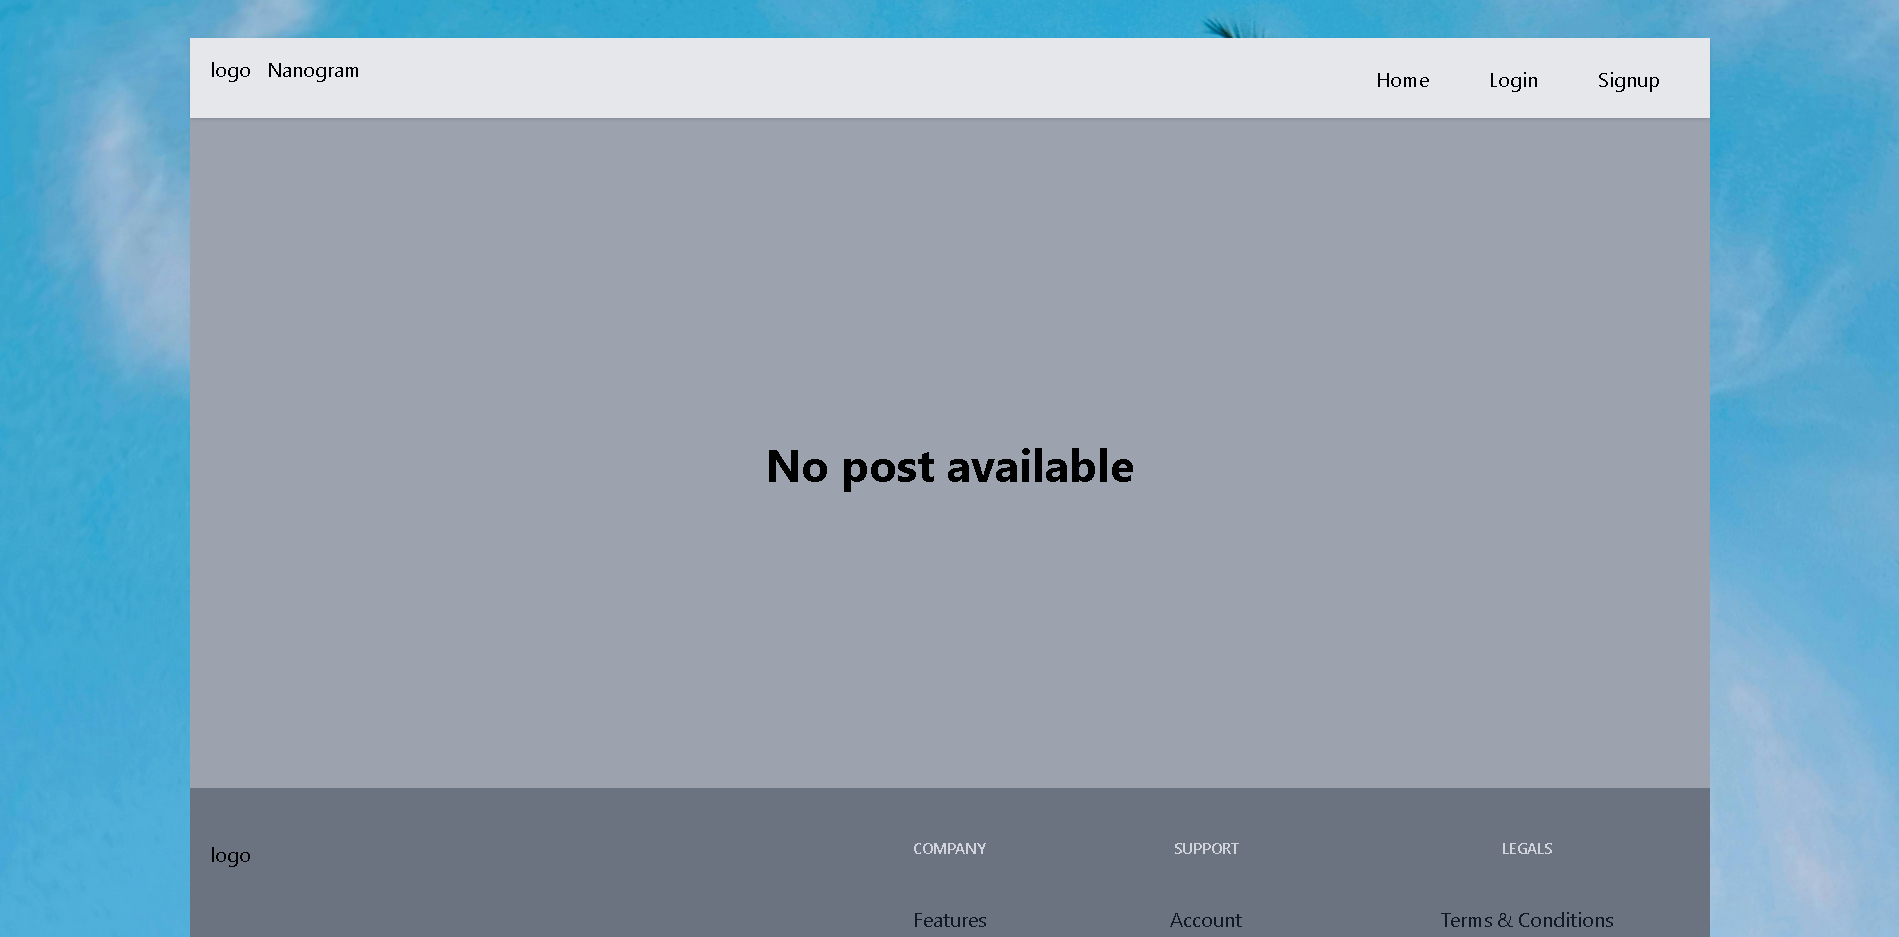 logo Nanogram
Home Login Signup
No post available
logo
COMPANY SUPPORT LEGALS
Features Account Terms & Conditions